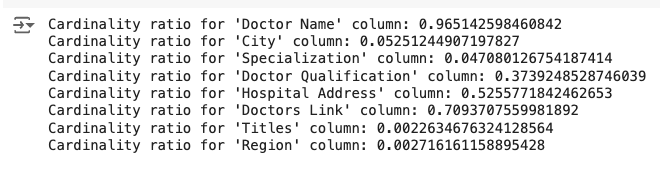 Cardinality ratio for 'Doctor Name' column: 0.965142598460842
Cardinality ratio for 'City' column: 0.05251244907197827
Cardinality ratio for 'Specialization' column: 0.047080126754187414
Cardinality ratio for 'Doctor Qualification' column: 0.3739248528746039
Cardinality ratio for 'Hospital Address' column: 0.5255771842462653
Cardinality ratio for 'Doctors Link' column: 0.7093707559981892
Cardinality ratio for 'Titles' column: 0.0022634676324128564
Cardinality ratio for 'Region' column: 0.002716161158895428